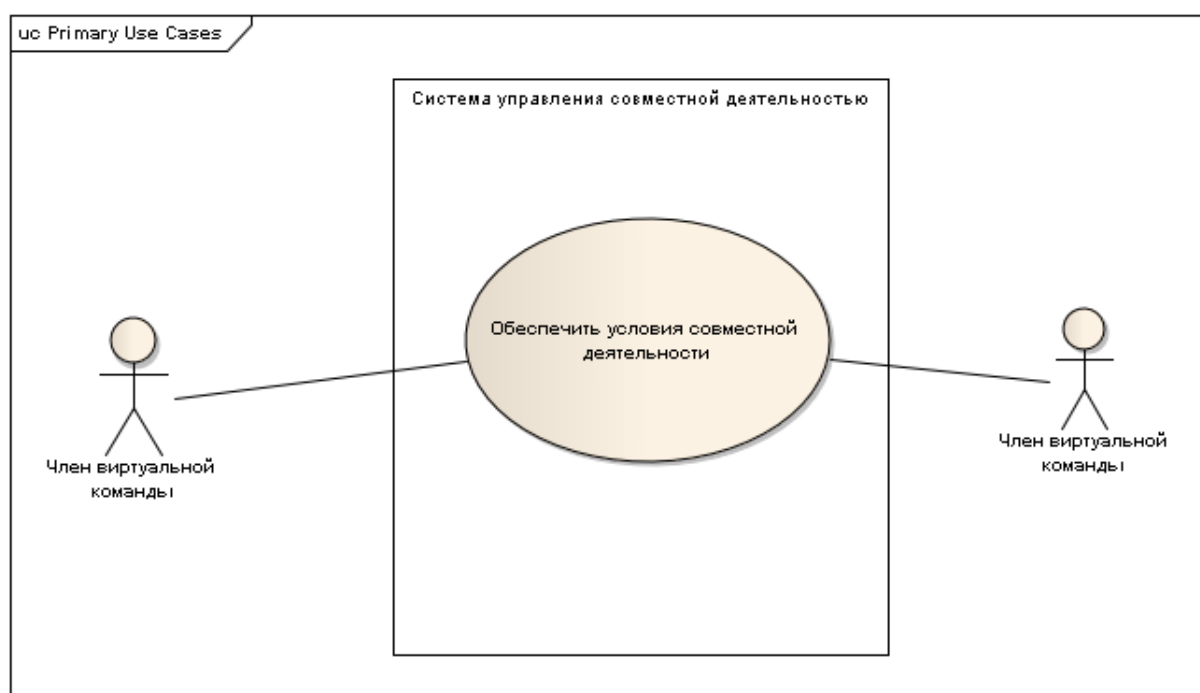 uc Primary Use Cases
Система управления совместной деятельностью
Обеспечить условия совместной
деятельности
Член виртуальной
команды
Член виртуальной
команды